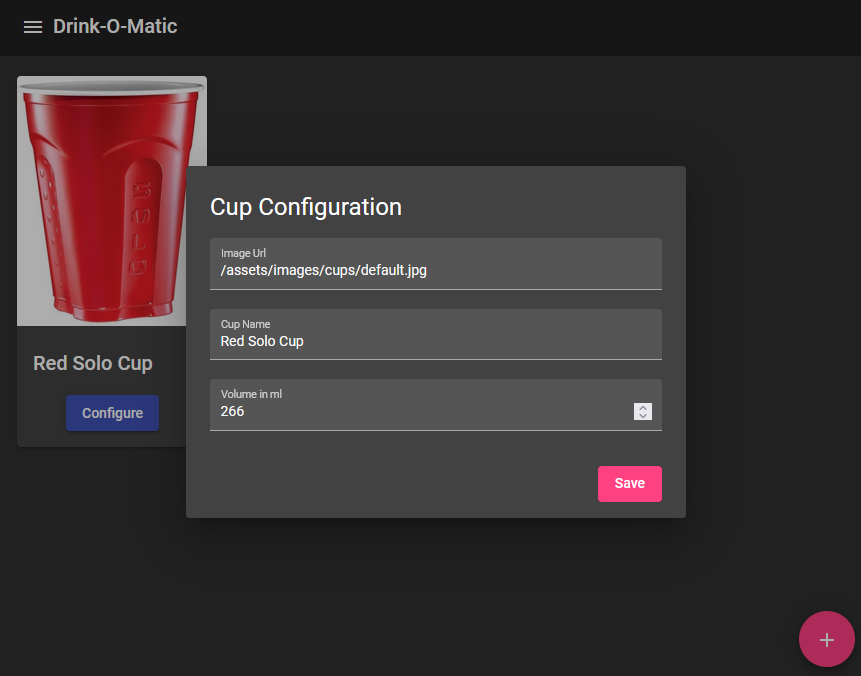 Drink-O-Matic
SOLO
Red Solo Cup
Configure
Cup Configuration
Image Url
/assets/images/cups/default.jpg
Cup Name
Red Solo Cup
Volume in ml
266
Save